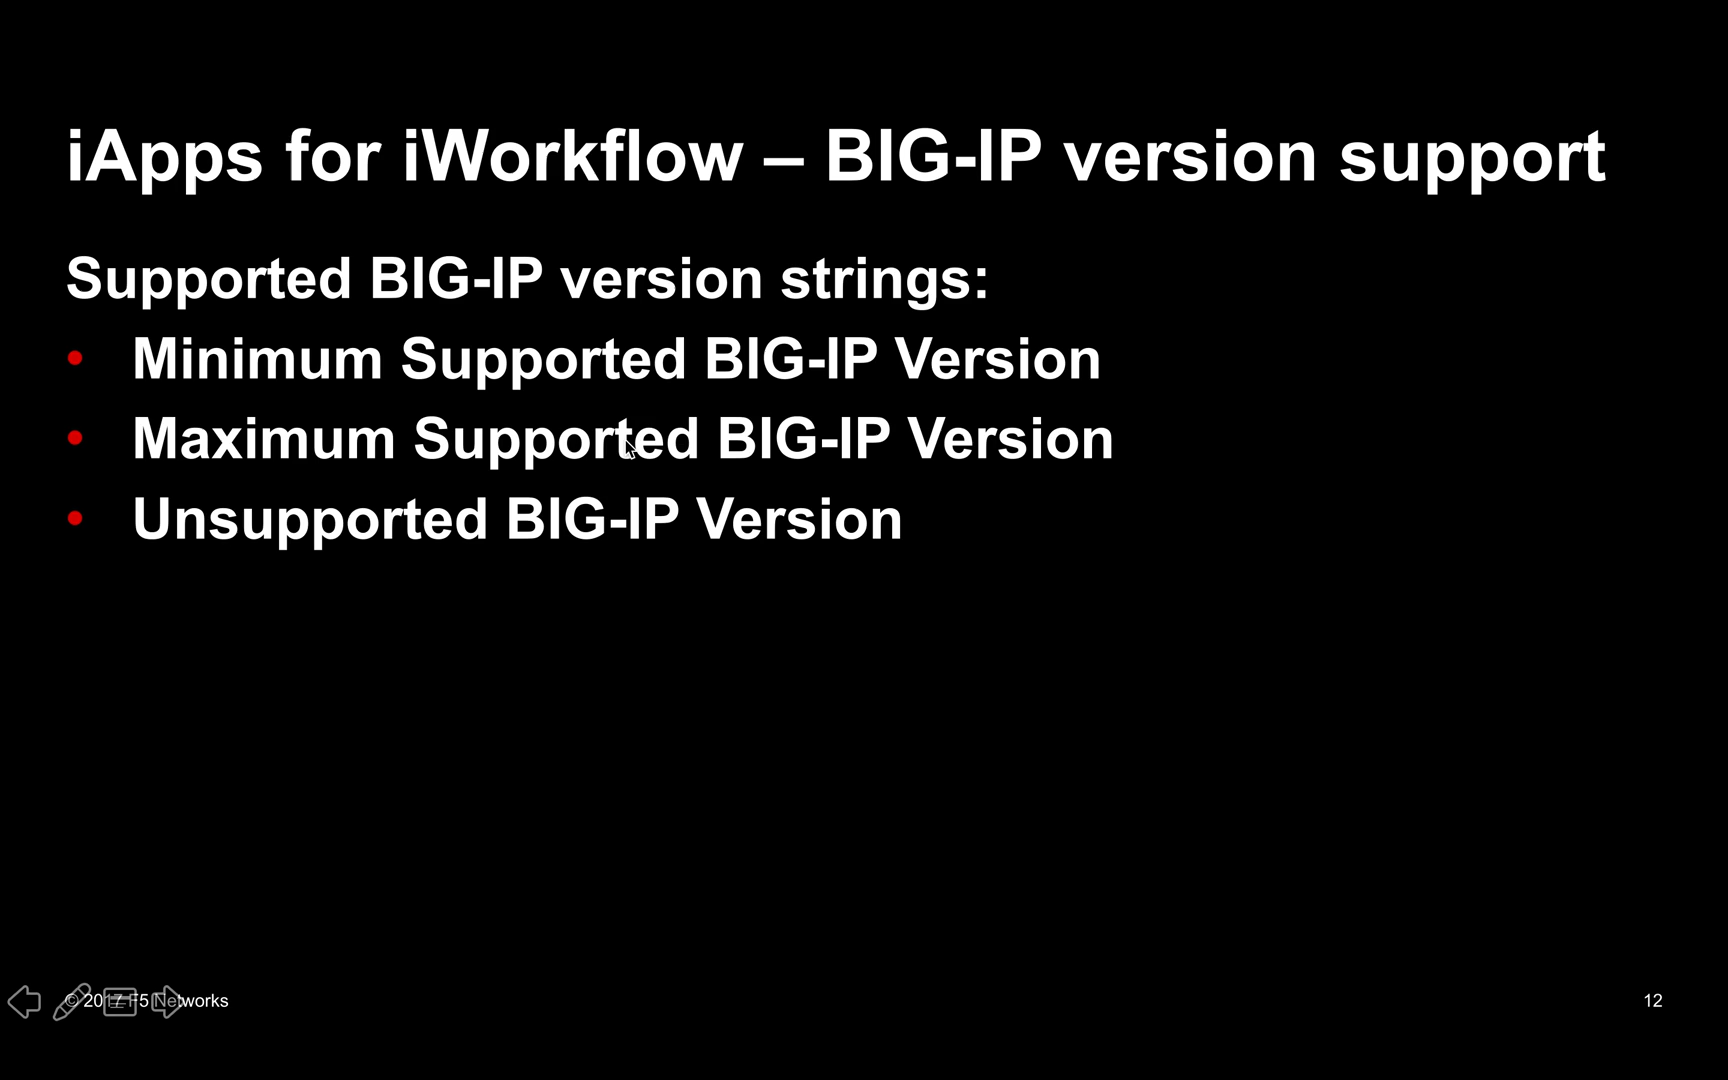 iApps for iWorkflow – BIG-IP version support
Supported BIG-IP version strings:
• Minimum Supported BIG-IP Version
• Maximum Supported BIG-IP Version
• Unsupported BIG-IP Version
© 2017 F5 Networks
12